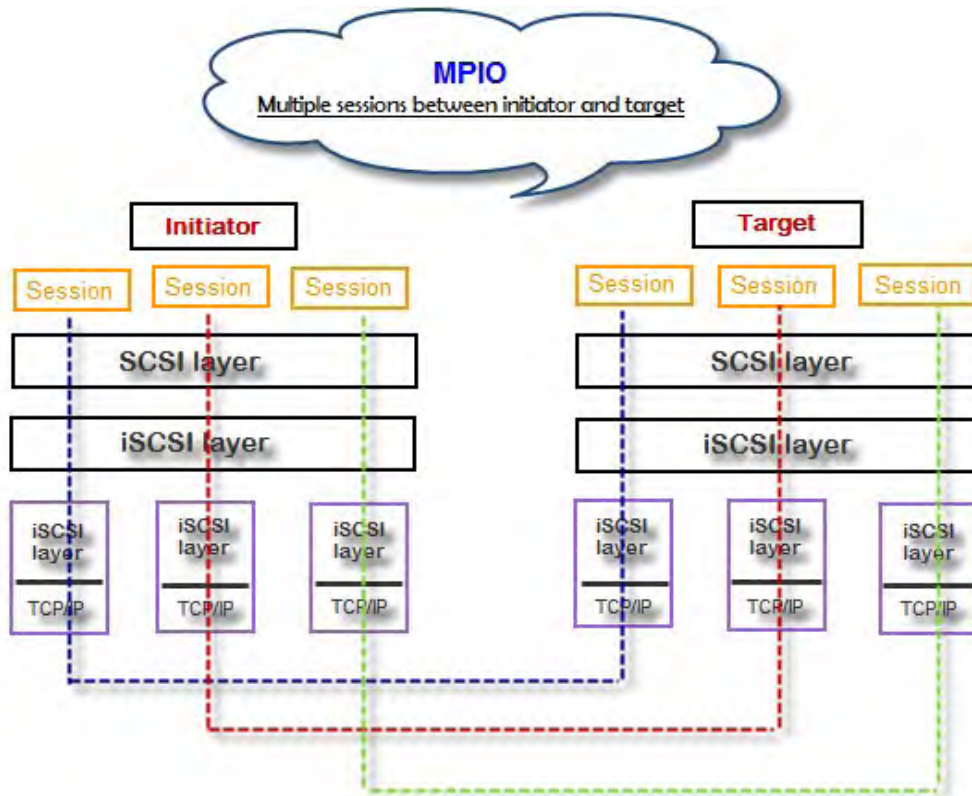 MPIO
Multiple sessions between initiator and target
Initiator
Target
Session
Session
Session
Session
Session
Session
SCSI layer
SCSI layer
iSCSI layer
iSCSI layer
iSCSI
layer
TCP/IP
iSCSI
layer
TCP/IP
iSCSI
layer
TCP/IP
iSCSI
layer
TCP/IP
iSCSI
layer
TCP/IP
iSCSI
layer
TCP/IP